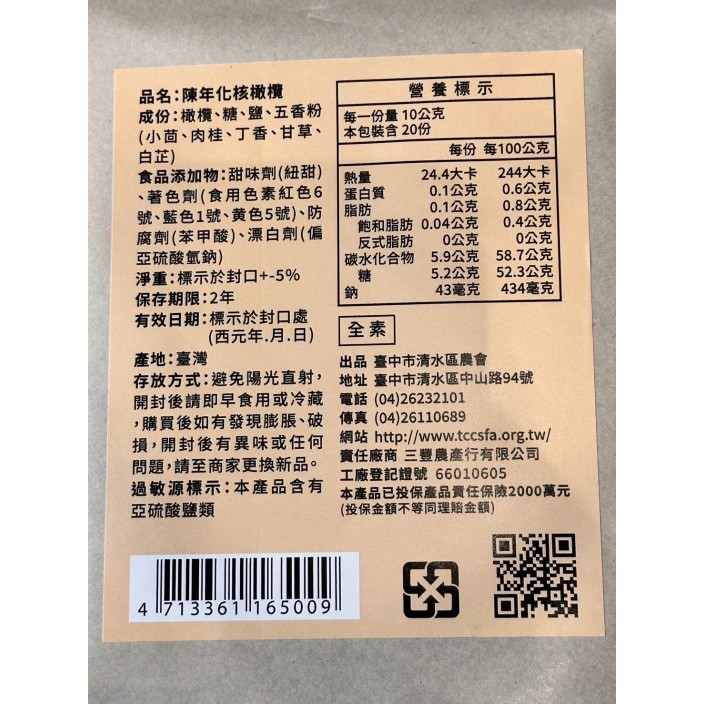 品名:陳年化核橄欖
成份:橄欖、糖、鹽、五香粉
(小茴、肉桂、丁香、甘草、
白芷)
食品添加物:甜味劑(紐甜)
、著色劑(食用色素紅色6
號、藍色1號、黃色5號)、防
腐劑(苯甲酸)、漂白劑(偏
亞硫酸氫鈉)
淨重:標示於封口+-5%
保存期限:2年
有效日期:標示於封口處
(西元年.月.日)
產地:臺灣
存放方式:避免陽光直射,
開封後請即早食用或冷藏
,購買後如有發現膨脹、破
損,開封後有異味或任何
問題,請至商家更換新品。
過敏源標示:本產品含有
亞硫酸鹽類
4 713361 165009
營養標示
每一份量 10公克
本包裝含 20份
每份 每100公克
熱量 24.4大卡 244大卡
蛋白質 0.1公克 0.6公克
脂肪 0.1公克 0.8公克
飽和脂肪 0.04公克 0.4公克
反式脂肪 0公克 0公克
碳水化合物 5.9公克 58.7公克
糖 5.2公克 52.3公克
鈉 43毫克 434毫克
全素
出品 臺中市清水區農會
地址 臺中市清水區中山路94號
電話 (04)26232101
傳真 (04)26110689
網站 http://www.tccsfa.org.tw/
責任廠商 三豐農產行有限公司
工廠登記證號 66010605
本產品已投保產品責任保險2000萬元
(投保金額不等同理賠金額)